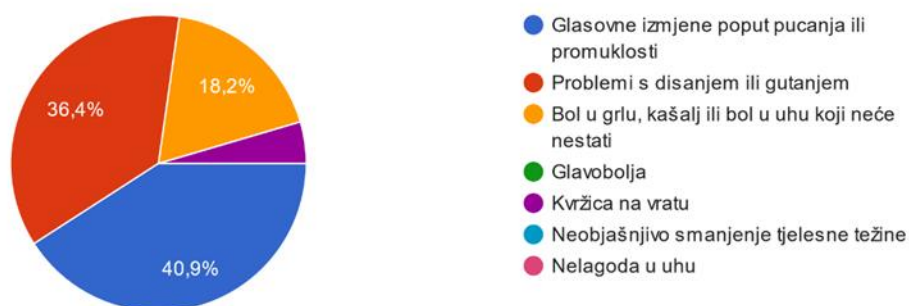 36,4%
18,2%
40,9%
Glasovne izmjene poput pucanja ili
promuklosti
Problemi s disanjem ili gutanjem
Bol u grlu, kašalj ili bol u uhu koji neće
nestati
Glavobolja
Kvržica na vratu
Neobjašnjivo smanjenje tjelesne težine
Nelagoda u uhu